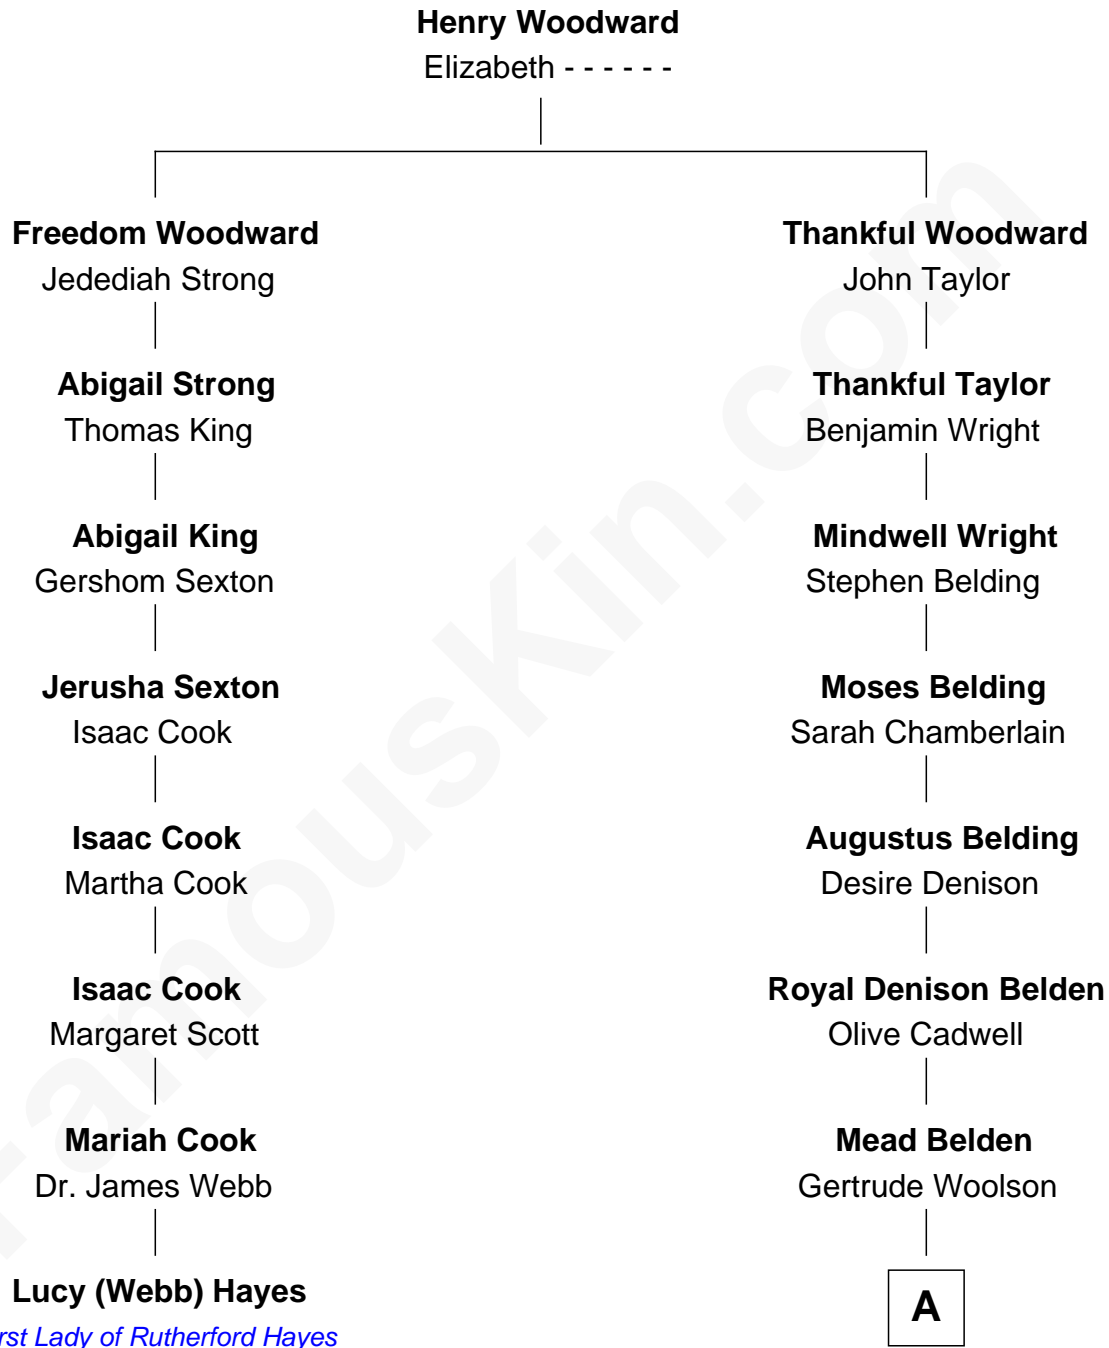 Henry Woodward
Elizabeth - - - - - -
Freedom Woodward
Jedediah Strong
Thankful Woodward
John Taylor
Abigail Strong
Thomas King
Thankful Taylor
Benjamin Wright
Abigail King
Gershom Sexton
Mindwell Wright
Stephen Belding
Jerusha Sexton
Isaac Cook
Moses Belding
Sarah Chamberlain
Isaac Cook
Martha Cook
Augustus Belding
Desire Denison
Isaac Cook
Margaret Scott
Royal Denison Belden
Olive Cadwell
Mariah Cook
Dr. James Webb
Mead Belden
Gertrude Woolson
Lucy (Webb) Hayes
rst Lady of Rutherford Hayes
A
FamousKin.com